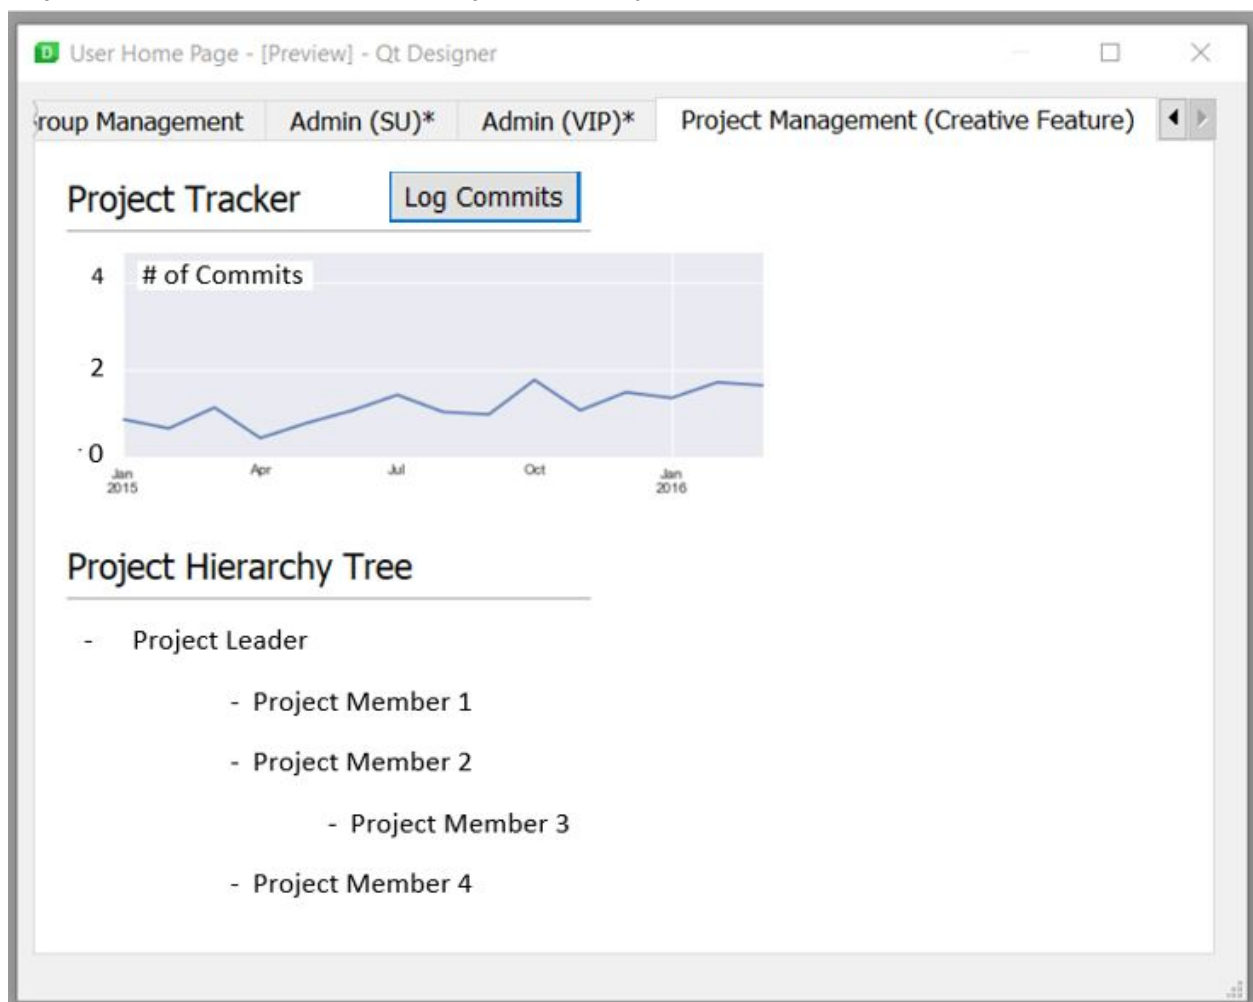 User Home Page - [Preview] - Qt Designer
roup Management Admin (SU)* Admin (VIP)* Project Management (Creative Feature)
Project Tracker Log Commits
4 # of Commits
2
0
Jan Apr Jul Oct Jan
2015 2016
Project Hierarchy Tree
- Project Leader
- Project Member 1
- Project Member 2
- Project Member 3
- Project Member 4